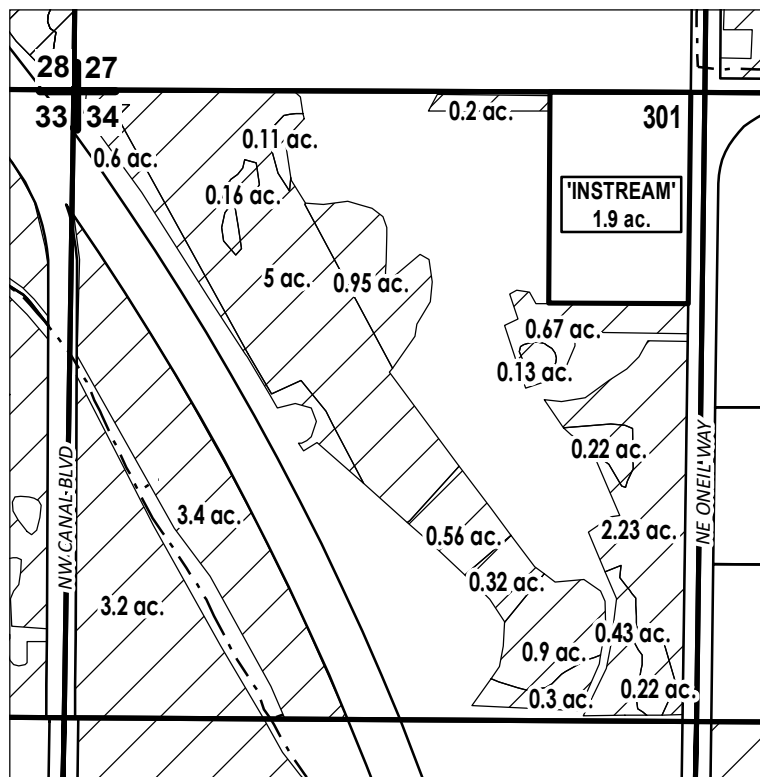 28 27
33 34
301
0.2 ac.
0.11 ac.
0.6 ac.
0.16 ac.
'INSTREAM'
1.9 ac.
5 ac.
0.95 ac.
0.67 ac.
0.13 ac.
0.22 ac.
NW CANAL BLVD
NE ONEIL WAY
3.4 ac.
0.56 ac.
2.23 ac.
0.32 ac.
3.2 ac.
0.43 ac.
0.9 ac.
0.22 ac.
0.3 ac.